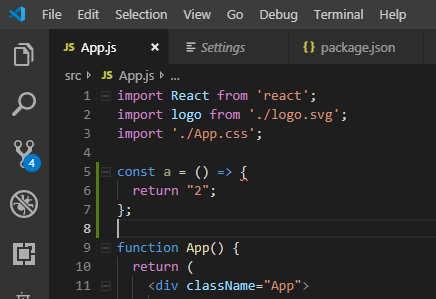 File Edit Selection View Go Debug Terminal Help
JS App.js × Settings { } package.json
src > JS App.js > ...
1 import React from 'react';
2 import logo from './logo.svg';
3 import './App.css';
4
5 const a = () => {
6 return "2";
7 };
8
9 function App() {
10 return (
11 <div className="App">
4